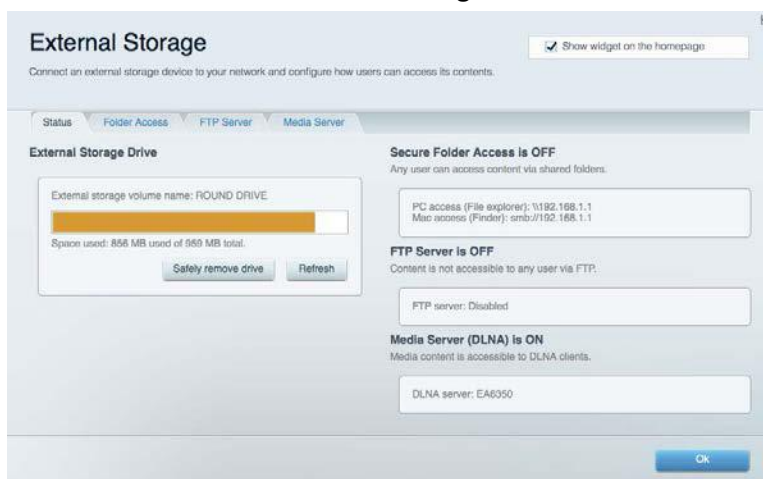 External Storage
Show widget on the homepage
Connect an external storage device to your network and configure how users can access its contents.
Status
Folder Access
FTP Server
Media Server
External Storage Drive
External storage volume name: ROUND DRIVE
Space used: 856 MB used of 969 MB total.
Safely remove drive
Refresh
Secure Folder Access is OFF
Any user can access content via shared folders.
PC access (File explorer): \\192.168.1.1
Mac access (Finder): smb://192.168.1.1
FTP Server is OFF
Content is not accessible to any user via FTP.
FTP server: Disabled
Media Server (DLNA) is ON
Media content is accessible to DLNA clients.
DLNA server: EA6350
Ok